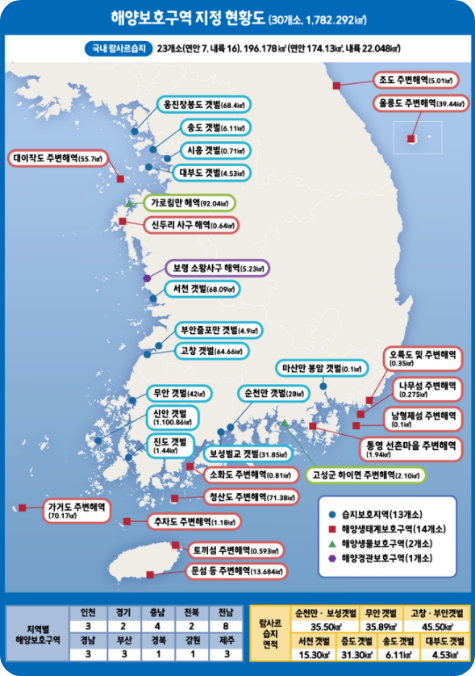 해양보호구역 지정 현황도 (30개소, 1,782.292㎢)
국내 람사르습지 23개소(연안 7, 내륙 16), 196.178㎢(연안 174.13㎢, 내륙 22.048㎢)
조도 주변해역(5.01㎢)
울릉도 주변해역(39.44㎢)
옹진장봉도 갯벌(68.4㎢)
송도 갯벌(6.11㎢)
시흥 갯벌(0.71㎢)
대이작도 주변해역(55.7㎢)
대부도 갯벌(4.53㎢)
가로림만 해역(92.04㎢)
신두리 사구 해역(0.64㎢)
보령 소황사구 해역(5.23㎢)
서천 갯벌(68.09㎢)
부안줄포만 갯벌(4.9㎢)
고창 갯벌(64.66㎢)
마산만 봉암 갯벌(0.1㎢)
오륙도 및 주변해역
(0.35㎢)
나무섬 주변해역
(0.275㎢)
남형제섬 주변해역
(0.1㎢)
통영 선촌마을 주변해역
(1.94㎢)
무안 갯벌(42㎢)
순천만 갯벌(28㎢)
신안 갯벌
(1,100.86㎢)
진도 갯벌
(1.44㎢)
보성벌교 갯벌(31.85㎢)
소화도 주변해역(0.81㎢)
고성군 하이면 주변해역(2.10㎢)
청산도 주변해역(71.38㎢)
가거도 주변해역
(70.17㎢)
추자도 주변해역(1.18㎢)
토끼섬 주변해역(0.593㎢)
문섬 등 주변해역(13.684㎢)
습지보호지역(13개소)
해양생태계보호구역(14개소)
해양생물보호구역(2개소)
해양경관보호구역(1개소)
지역별
해양보호구역
인천 경기 충남 전북 전남
3 2 4 2 8
경남 부산 경북 강원 제주
3 3 1 1 3
람사르
습지
면적
순천만 · 보성갯벌 무안 갯벌 고창 · 부안갯벌
35.50㎢ 35.89㎢ 45.50㎢
서천 갯벌 증도 갯벌 송도 갯벌 대부도 갯벌
15.30㎢ 31.30㎢ 6.11㎢ 4.53㎢